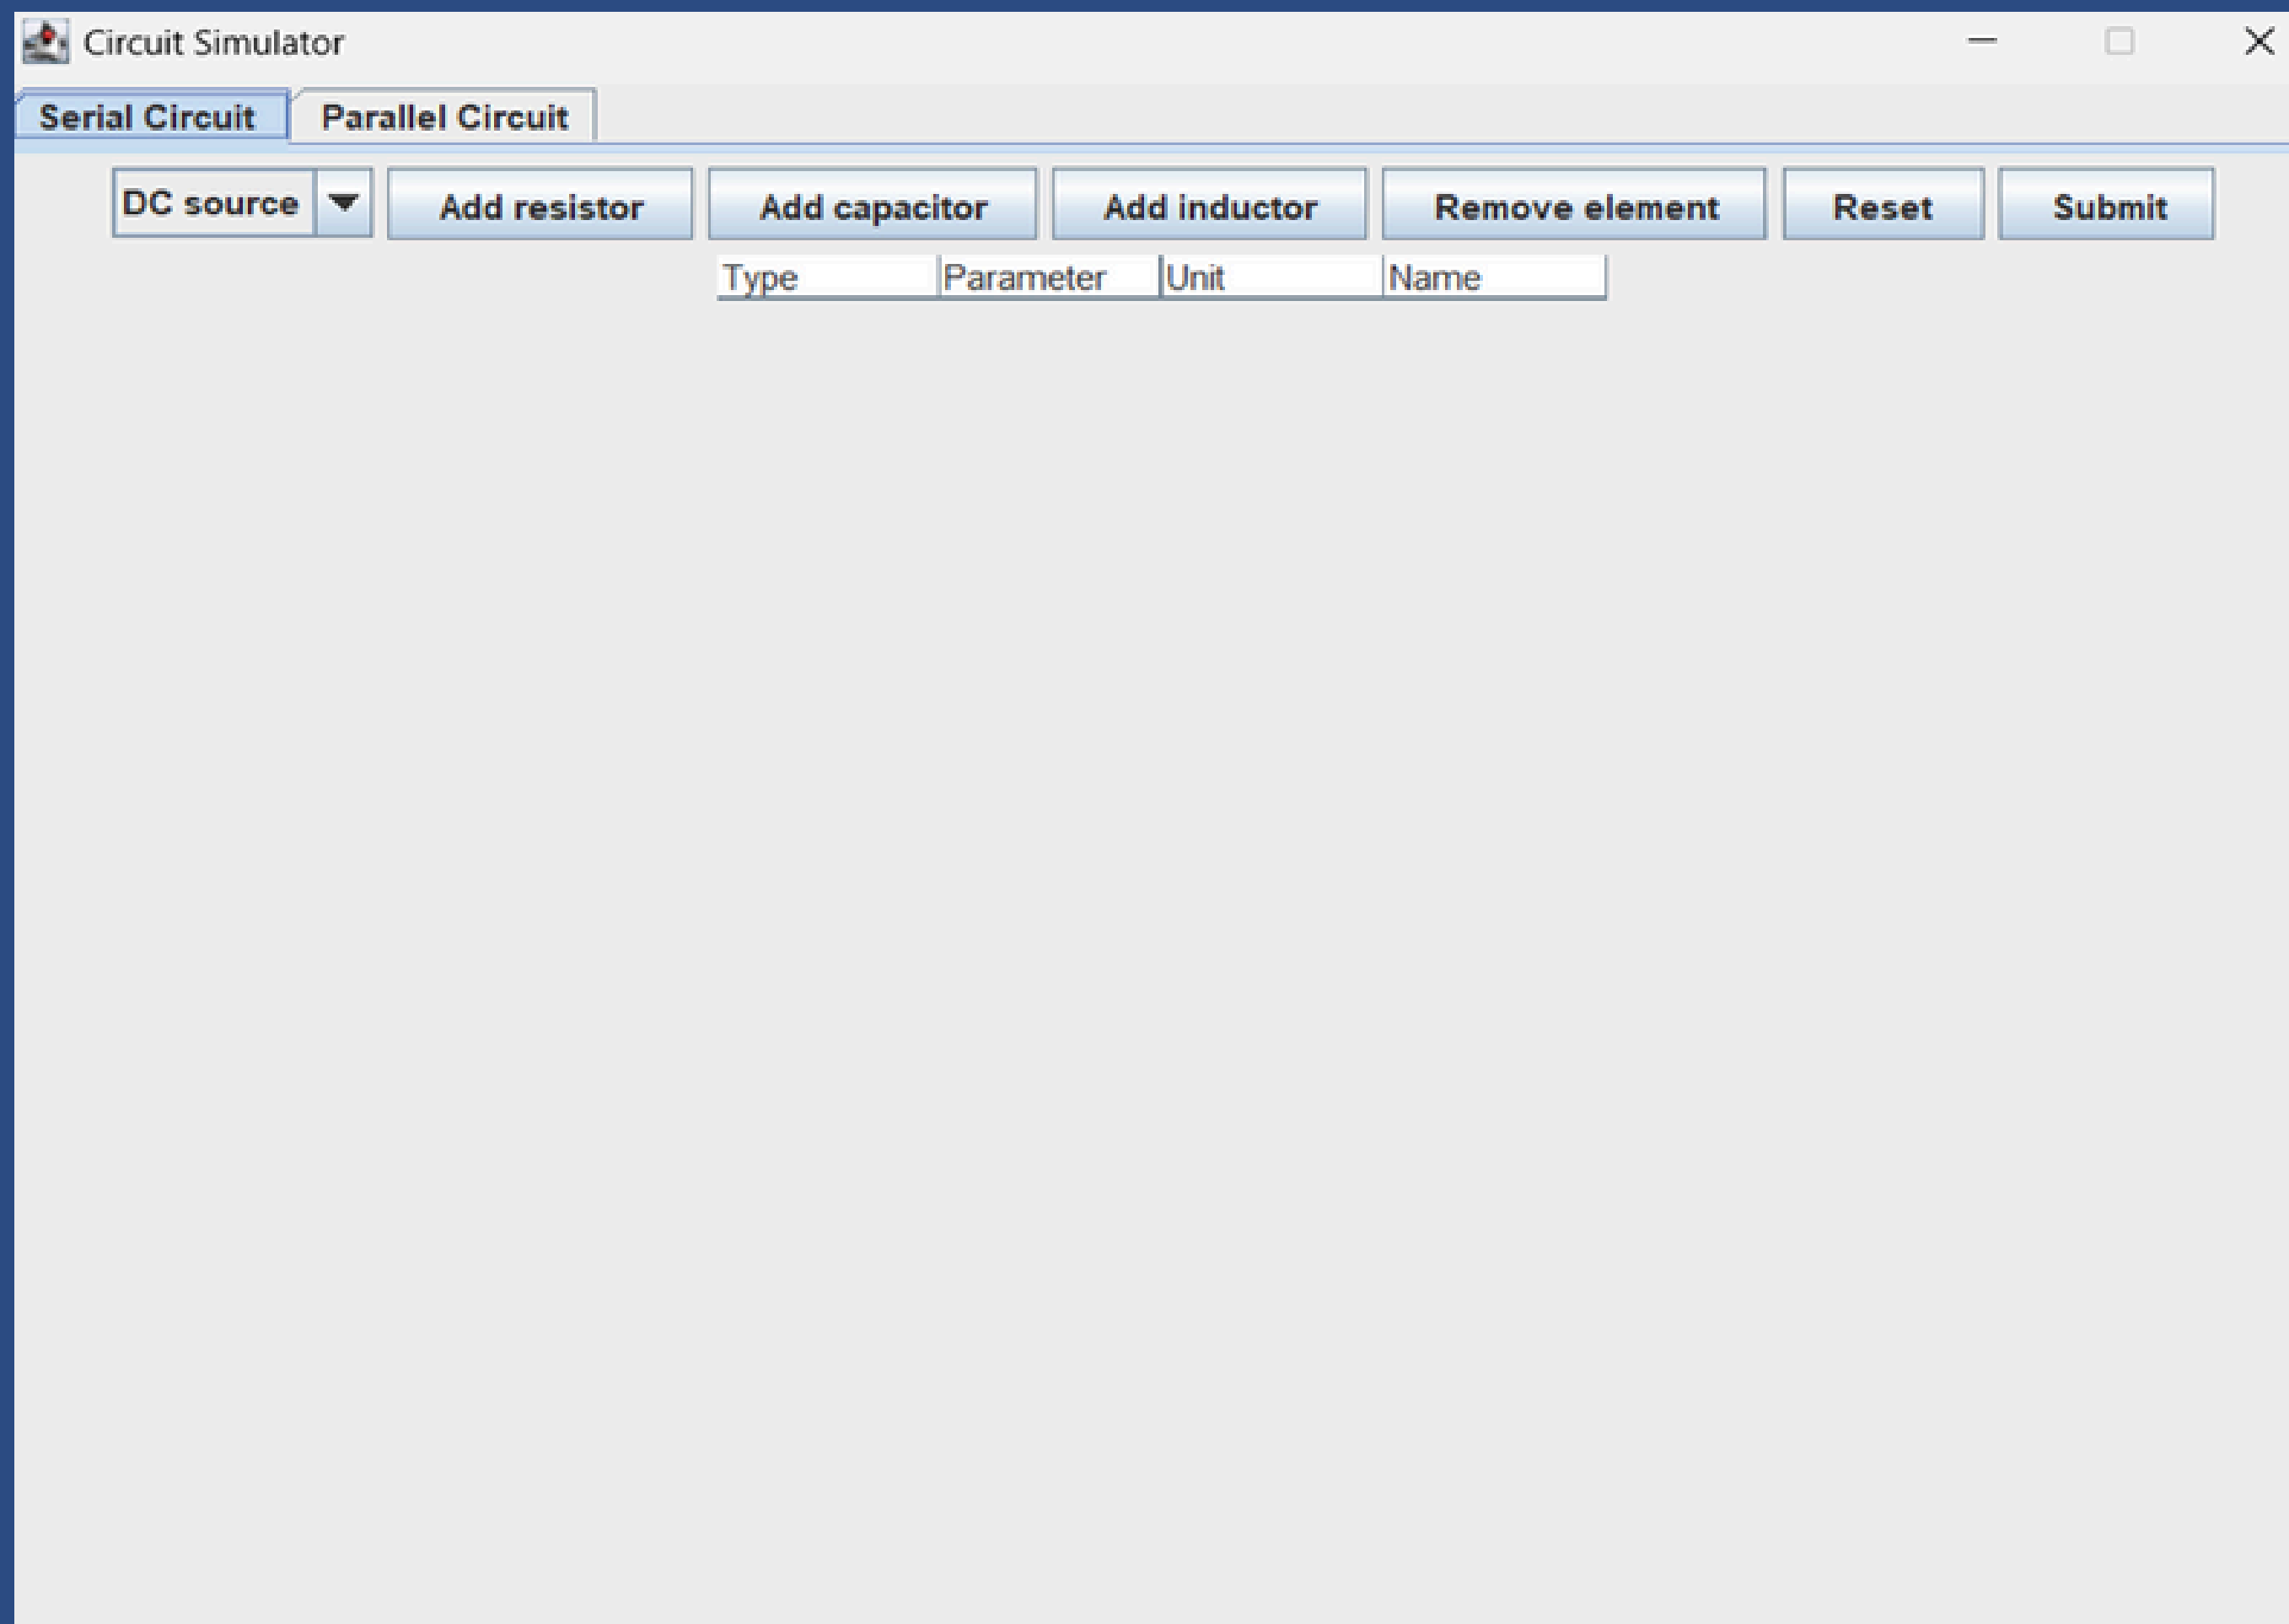 Circuit Simulator
Serial Circuit Parallel Circuit
DC source Add resistor Add capacitor Add inductor Remove element Reset Submit
Type Parameter Unit Name